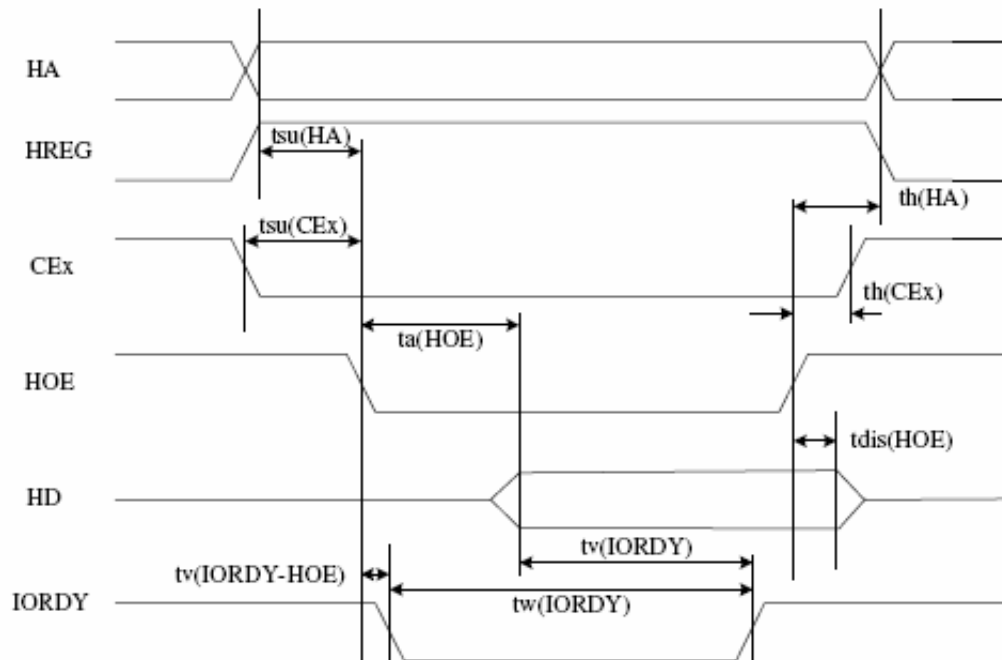 HA
HREG
tsu(HA)
th(HA)
tsu(CEx)
CEx
th(CEx)
ta(HOE)
HOE
tdis(HOE)
HD
tv(IORDY)
tv(IORDY-HOE)
tw(IORDY)
IORDY